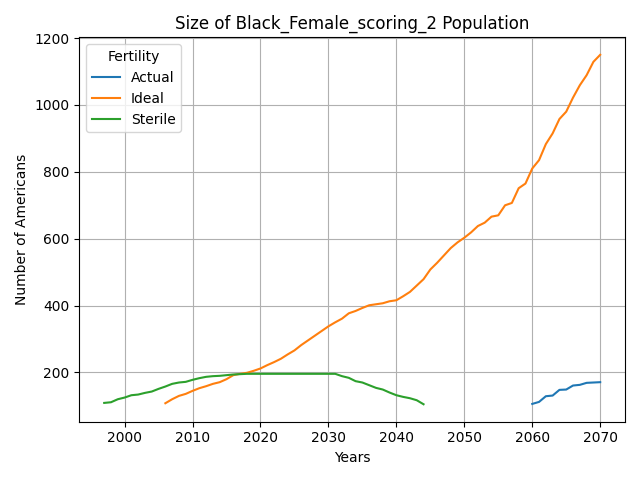 Size of Black_Female_scoring_2 Population
Fertility
Actual
Ideal
Sterile
Number of Americans
1200
1000
800
600
400
200
2000
2010
2020
2030
2040
2050
2060
2070
Years